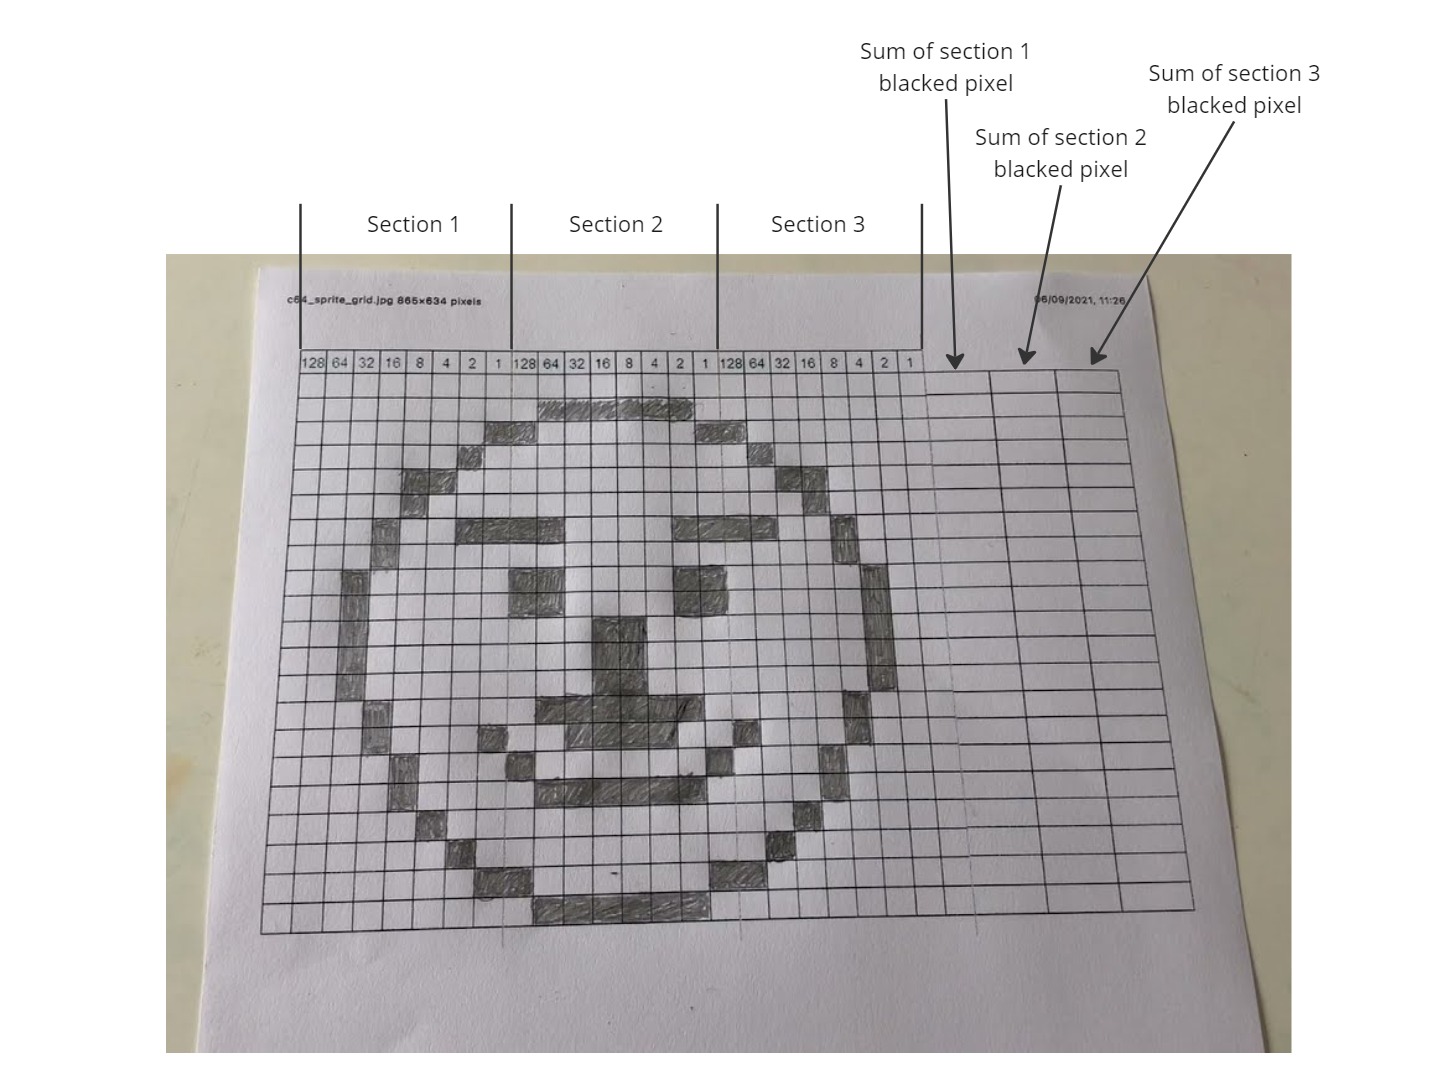 Sum of section 1
blacked pixel
Sum of section 3
blacked pixel
Sum of section 2
blacked pixel
Section 1
Section 2
Section 3
c64_sprite_grid.jpg 865×634 pixels
06/09/2021, 11:26
128 64 32 16 8 4 2 1 128 64 32 16 8 4 2 1 128 64 32 16 8 4 2 1